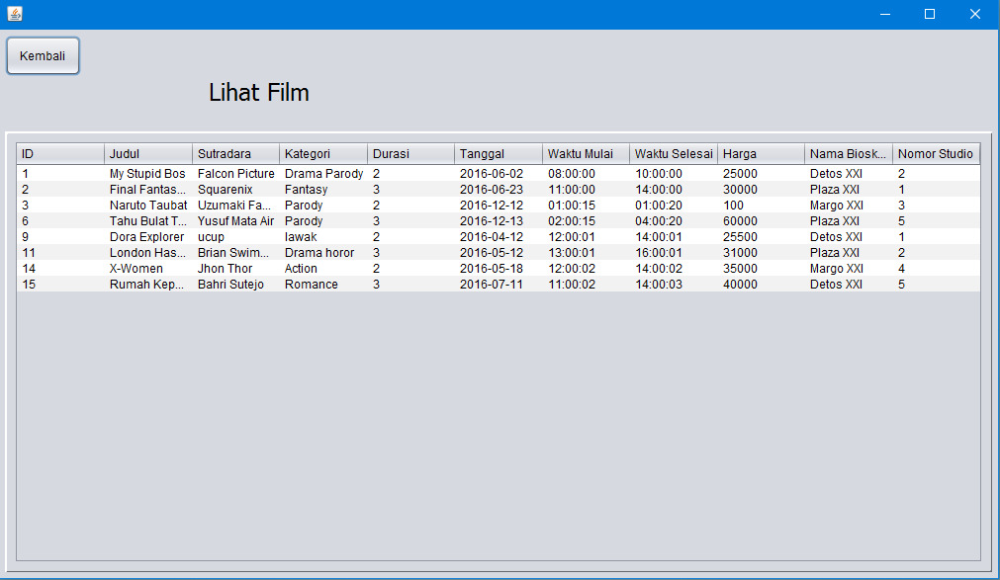 Kembali
Lihat Film
ID Judul Sutradara Kategori Durasi Tanggal Waktu Mulai Waktu Selesai Harga Nama Biosk... Nomor Studio
1 My Stupid Bos Falcon Picture Drama Parody 2 2016-06-02 08:00:00 10:00:00 25000 Detos XXI 2
2 Final Fantas... Squarenix Fantasy 3 2016-06-23 11:00:00 14:00:00 30000 Plaza XXI 1
3 Naruto Taubat Uzumaki Fa... Parody 2 2016-12-12 01:00:15 01:00:20 100 Margo XXI 3
6 Tahu Bulat T... Yusuf Mata Air Parody 3 2016-12-13 02:00:15 04:00:20 60000 Plaza XXI 5
9 Dora Explorer ucup lawak 2 2016-04-12 12:00:01 14:00:01 25500 Detos XXI 1
11 London Has... Brian Swim... Drama horor 3 2016-05-12 13:00:01 16:00:01 31000 Plaza XXI 2
14 X-Women Jhon Thor Action 2 2016-05-18 12:00:02 14:00:02 35000 Margo XXI 4
15 Rumah Kep... Bahri Sutejo Romance 3 2016-07-11 11:00:02 14:00:03 40000 Detos XXI 5